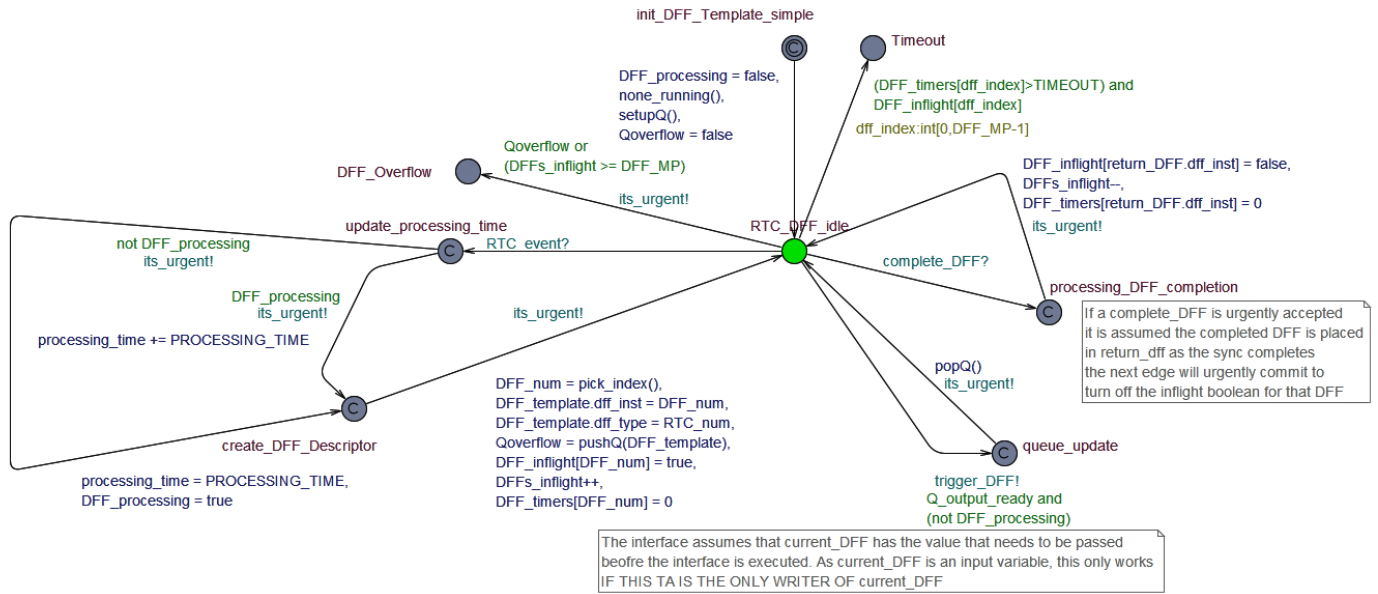 init_DFF_Template_simple
C
Timeout
DFF_processing = false,
none_running(),
setupQ(),
Qoverflow = false
(DFF_timers[dff_index]>TIMEOUT) and
DFF_inflight[dff_index]
dff_index:int[0,DFF_MP-1]
Qoverflow or
(DFFs_inflight >= DFF_MP)
DFF_Overflow
its_urgent!
DFF_inflight[return_DFF.dff_inst] = false,
DFFs_inflight--,
DFF_timers[return_DFF.dff_inst] = 0
its_urgent!
update_processing_time
RTC_DFF_idle
not DFF_processing
its_urgent!
C
RTC_event?
complete_DFF?
DFF_processing
its_urgent!
processing_time += PROCESSING_TIME
its_urgent!
processing_DFF_completion
C
If a complete_DFF is urgently accepted
it is assumed the completed DFF is placed
in return_dff as the sync completes
the next edge will urgently commit to
turn off the inflight boolean for that DFF
popQ()
its_urgent!
C
create_DFF_Descriptor
DFF_num = pick_index(),
DFF_template.dff_inst = DFF_num,
DFF_template.dff_type = RTC_num,
Qoverflow = pushQ(DFF_template),
DFF_inflight[DFF_num] = true,
DFFs_inflight++,
DFF_timers[DFF_num] = 0
C
queue_update
processing_time = PROCESSING_TIME,
DFF_processing = true
trigger_DFF!
Q_output_ready and
(not DFF_processing)
The interface assumes that current_DFF has the value that needs to be passed
beofre the interface is executed. As current_DFF is an input variable, this only works
IF THIS TA IS THE ONLY WRITER OF current_DFF